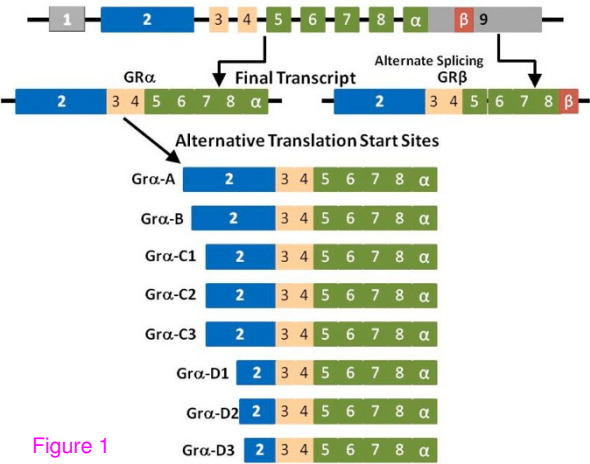 1 2 3 4 5 6 7 8 α β 9
Alternate Splicing
GRα Final Transcript GRβ
2 3 4 5 6 7 8 α 2 3 4 5 6 7 8 β
Alternative Translation Start Sites
Grα-A 2 3 4 5 6 7 8 α
Grα-B 2 3 4 5 6 7 8 α
Grα-C1 2 3 4 5 6 7 8 α
Grα-C2 2 3 4 5 6 7 8 α
Grα-C3 2 3 4 5 6 7 8 α
Grα-D1 2 3 4 5 6 7 8 α
Grα-D2 2 3 4 5 6 7 8 α
Grα-D3 2 3 4 5 6 7 8 α
Figure 1